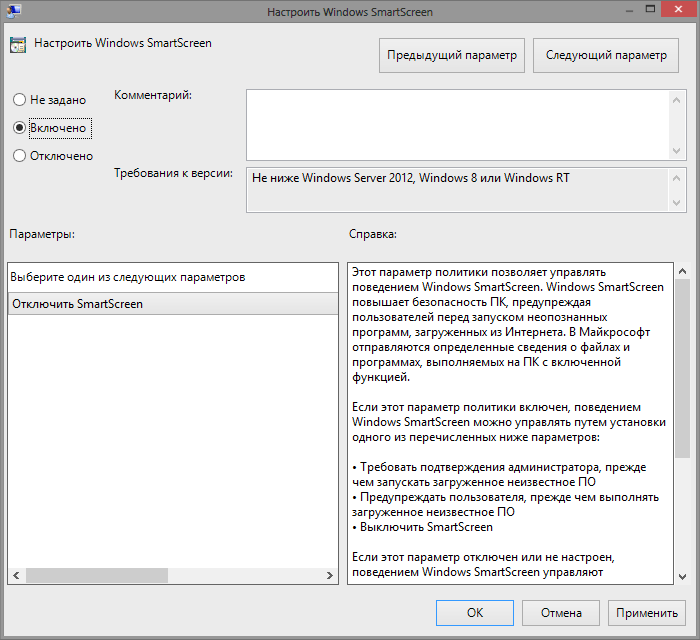 Настроить Windows SmartScreen
Настроить Windows SmartScreen
Предыдущий параметр
Следующий параметр
Не задано
Включено
Отключено
Комментарий:
Требования к версии:
Не ниже Windows Server 2012, Windows 8 или Windows RT
Параметры:
Справка:
Выберите один из следующих параметров
Отключить SmartScreen
Этот параметр политики позволяет управлять
поведением Windows SmartScreen. Windows SmartScreen
повышает безопасность ПК, предупреждая
пользователей перед запуском неопознанных
программ, загруженных из Интернета. В Майкрософт
отправляются определенные сведения о файлах и
программах, выполняемых на ПК с включенной
функцией.
Если этот параметр политики включен, поведением
Windows SmartScreen можно управлять путем установки
одного из перечисленных ниже параметров:
• Требовать подтверждения администратора, прежде
чем запускать загруженное неизвестное ПО
• Предупреждать пользователя, прежде чем выполнять
загруженное неизвестное ПО
• Выключить SmartScreen
Если этот параметр отключен или не настроен,
поведением Windows SmartScreen управляют
ОК
Отмена
Применить